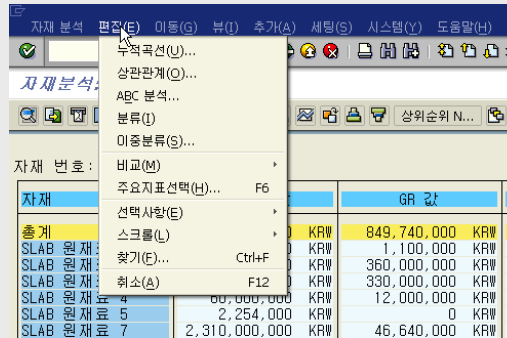 자재 분석 편집(E) 이동(G) 뷰(I) 추가(A) 세팅(S) 시스템(Y) 도움말(H)
누적곡선(U)...
상관관계(O)...
자재분석
ABC 분석...
분류(I)
상위순위 N...
이중분류(S)...
비교(M)
자재 번호:
주요지표선택(H)... F6
자재 GR 값
선택사항(E)
총계 0 KRW 849,740,000 KRW
스크롤(L)
SLAB 원재 KRW 1,100,000 KRW
찾기(F)... Ctrl+F
SLAB 원재 KRW 360,000,000 KRW
SLAB 원재 KRW 330,000,000 KRW
취소(A) F12
SLAB 원재료 4 60,000,000 KRW 12,000,000 KRW
SLAB 원재료 5 2,254,000 KRW 0 KRW
SLAB 원재료 7 2,310,000,000 KRW 46,640,000 KRW